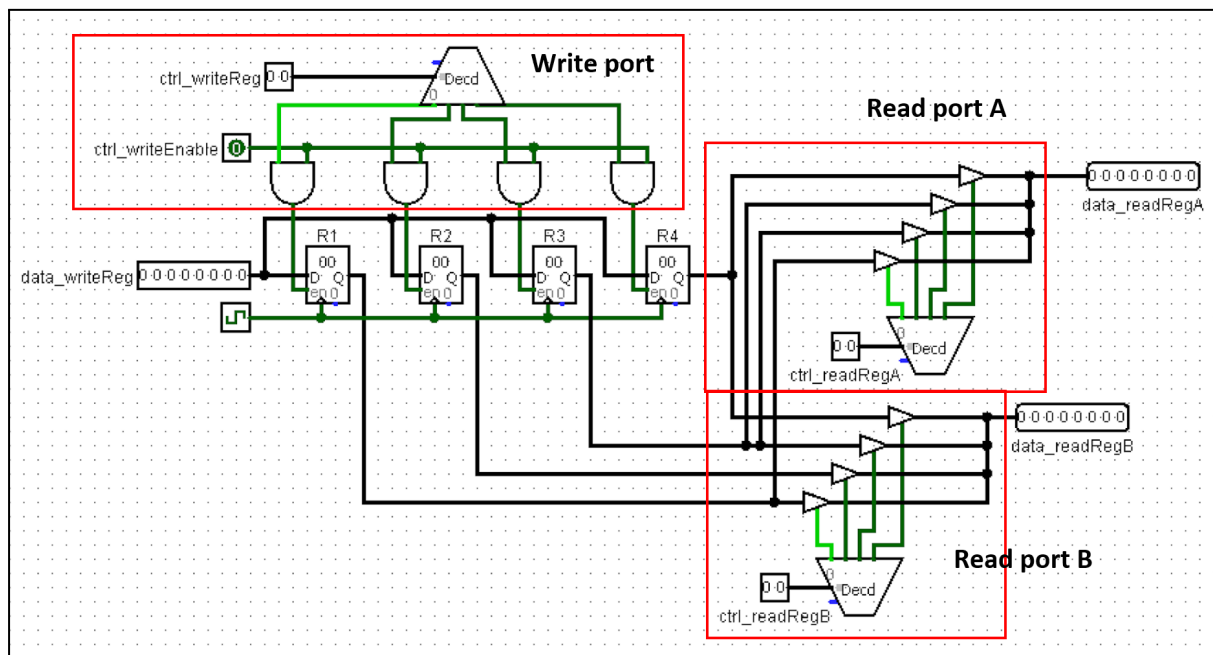 Write port
ctrl_writeReg
0 0
Decd
0
Read port A
ctrl_writeEnable
0
0 0 0 0 0 0 0 0
data_readRegA
R1
R2
R3
R4
data_writeReg
0 0 0 0 0 0 0 0
00
D Q
en 0
00
D Q
en 0
00
D Q
en 0
00
D Q
en 0
0
0 0
Decd
ctrl_readRegA
0 0 0 0 0 0 0 0
data_readRegB
Read port B
0
0 0
Decd
ctrl_readRegB